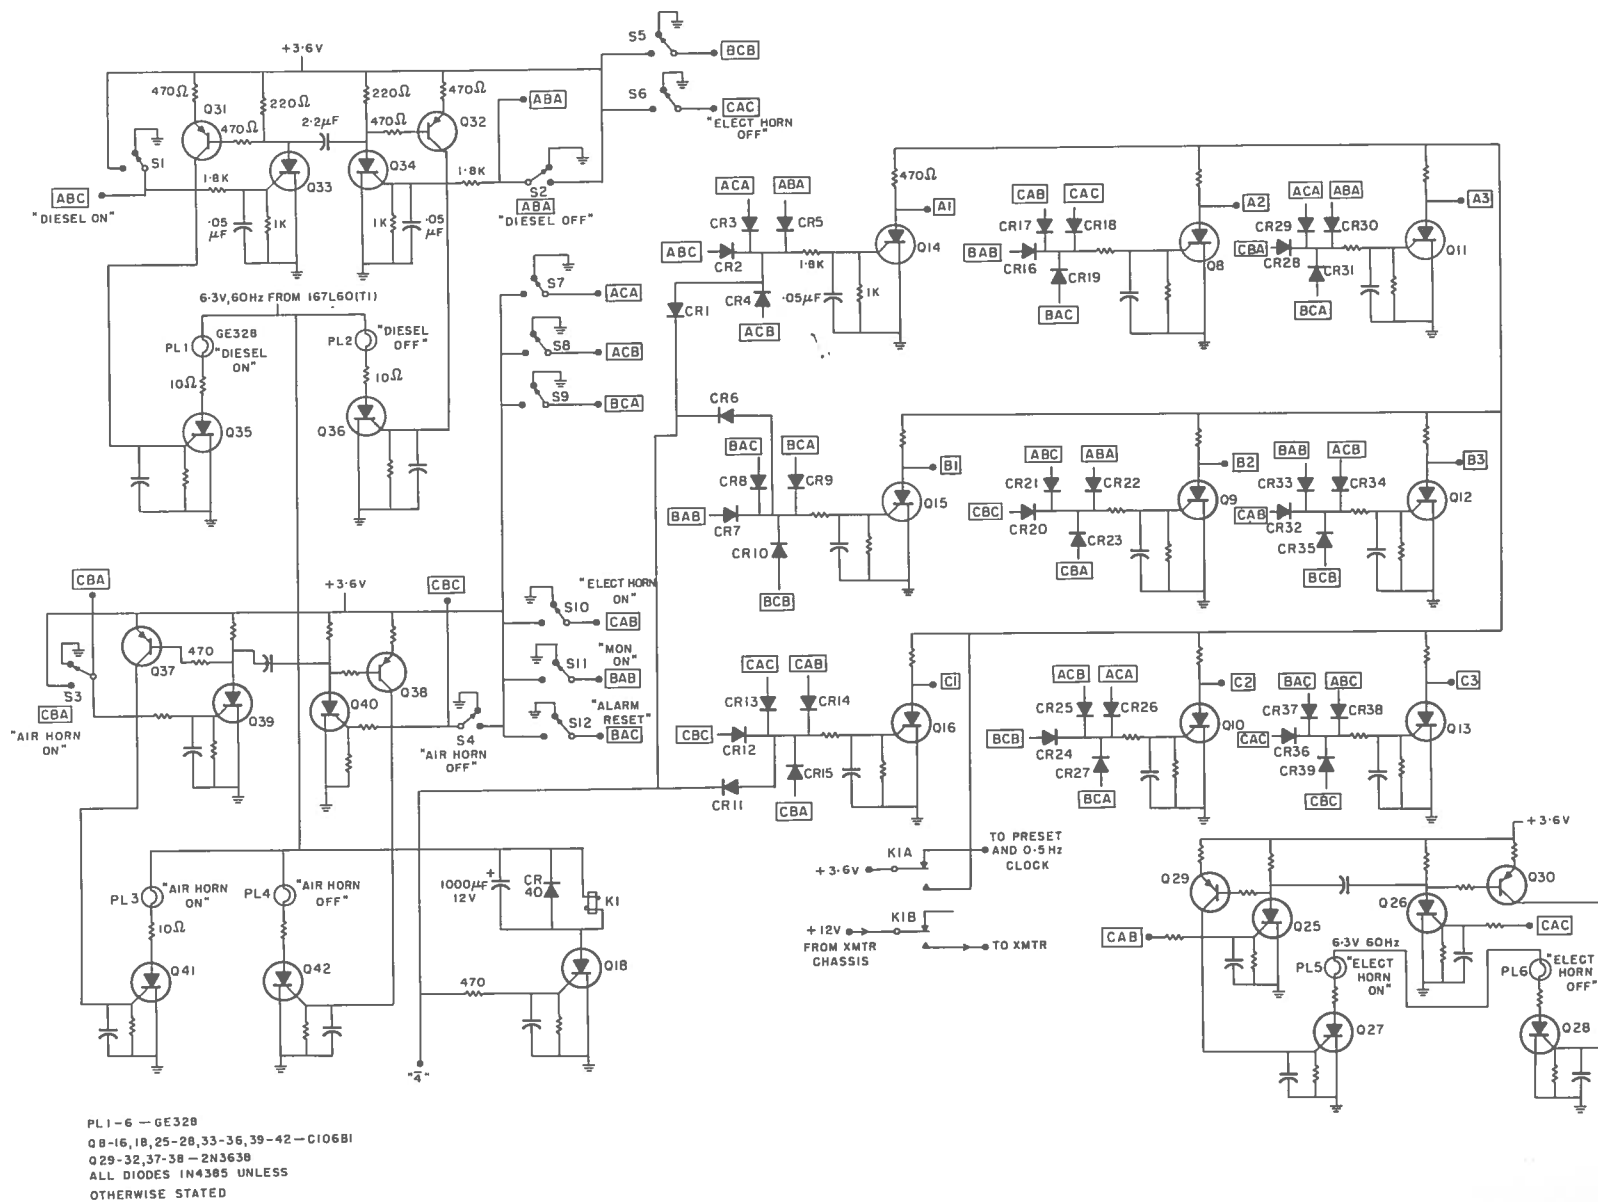 +3·6V
S5
BCB
S6
CAC
"ELECT HORN
OFF"
470Ω
Q31
220Ω
470Ω
2·2μF
220Ω
470Ω
470Ω
Q32
ABA
S1
ABC
"DIESEL ON"
1·8K
Q33
Q34
1·8K
·05
μF
1K
1K
·05
μF
S2
ABA
"DIESEL OFF"
S7
ACA
S8
ACB
S9
BCA
6·3V,60Hz FROM 167L60(T1)
PL1
GE328
"DIESEL
ON"
PL2
"DIESEL
OFF"
10Ω
10Ω
Q35
Q36
ACA
ABA
470Ω
A1
CR3
CR5
ABC
CR2
1·8K
Q14
CR1
CR4
·05μF
1K
ACB
CAB
CAC
A2
CR17
CR18
BAB
CR16
CR19
Q8
BAC
ACA
ABA
A3
CR29
CR30
CBA
CR28
CR31
Q11
BCA
CR6
BAC
BCA
B1
CR8
CR9
BAB
CR7
Q15
CR10
BCB
ABC
ABA
B2
CR21
CR22
Q9
CBC
CR20
CR23
CBA
BAB
ACB
B3
CR33
CR34
Q12
CAB
CR32
CR35
BCB
CBA
+3·6V
CBC
"ELECT HORN
ON"
S10
CAB
"MON
ON"
S11
BAB
"ALARM
RESET"
S12
BAC
Q37
470
Q38
S3
CBA
"AIR HORN
ON"
Q39
Q40
S4
"AIR HORN
OFF"
CAC
CAB
C1
CR13
CR14
CBC
CR12
Q16
CR15
CR11
CBA
ACB
ACA
C2
CR25
CR26
BCB
CR24
Q10
CR27
BCA
BAC
ABC
C3
CR37
CR38
CAC
CR36
Q13
CR39
CBC
PL3
"AIR HORN
ON"
PL4
"AIR HORN
OFF"
10Ω
Q41
Q42
1000μF
12V
+
CR
40
K1
470
Q18
"4̅"
K1A
+3·6V
TO PRESET
AND 0·5Hz
CLOCK
K1B
+12V
FROM XMTR
CHASSIS
TO XMTR
+3·6V
Q29
Q30
Q25
Q26
CAB
CAC
6·3V 60Hz
PL5
"ELECT
HORN
ON"
PL6
"ELECT
HORN
OFF"
Q27
Q28
PL1-6 — GE328
Q8-16,18,25-28,33-36,39-42—C106B1
Q29-32,37-38—2N3638
ALL DIODES 1N4385 UNLESS
OTHERWISE STATED